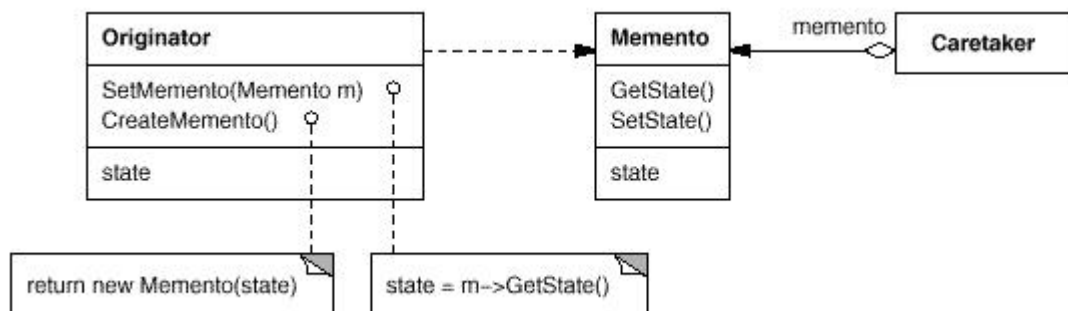 Originator
SetMemento(Memento m)
CreateMemento()
state
Memento
GetState()
SetState()
state
memento
Caretaker
return new Memento(state)
state = m->GetState()